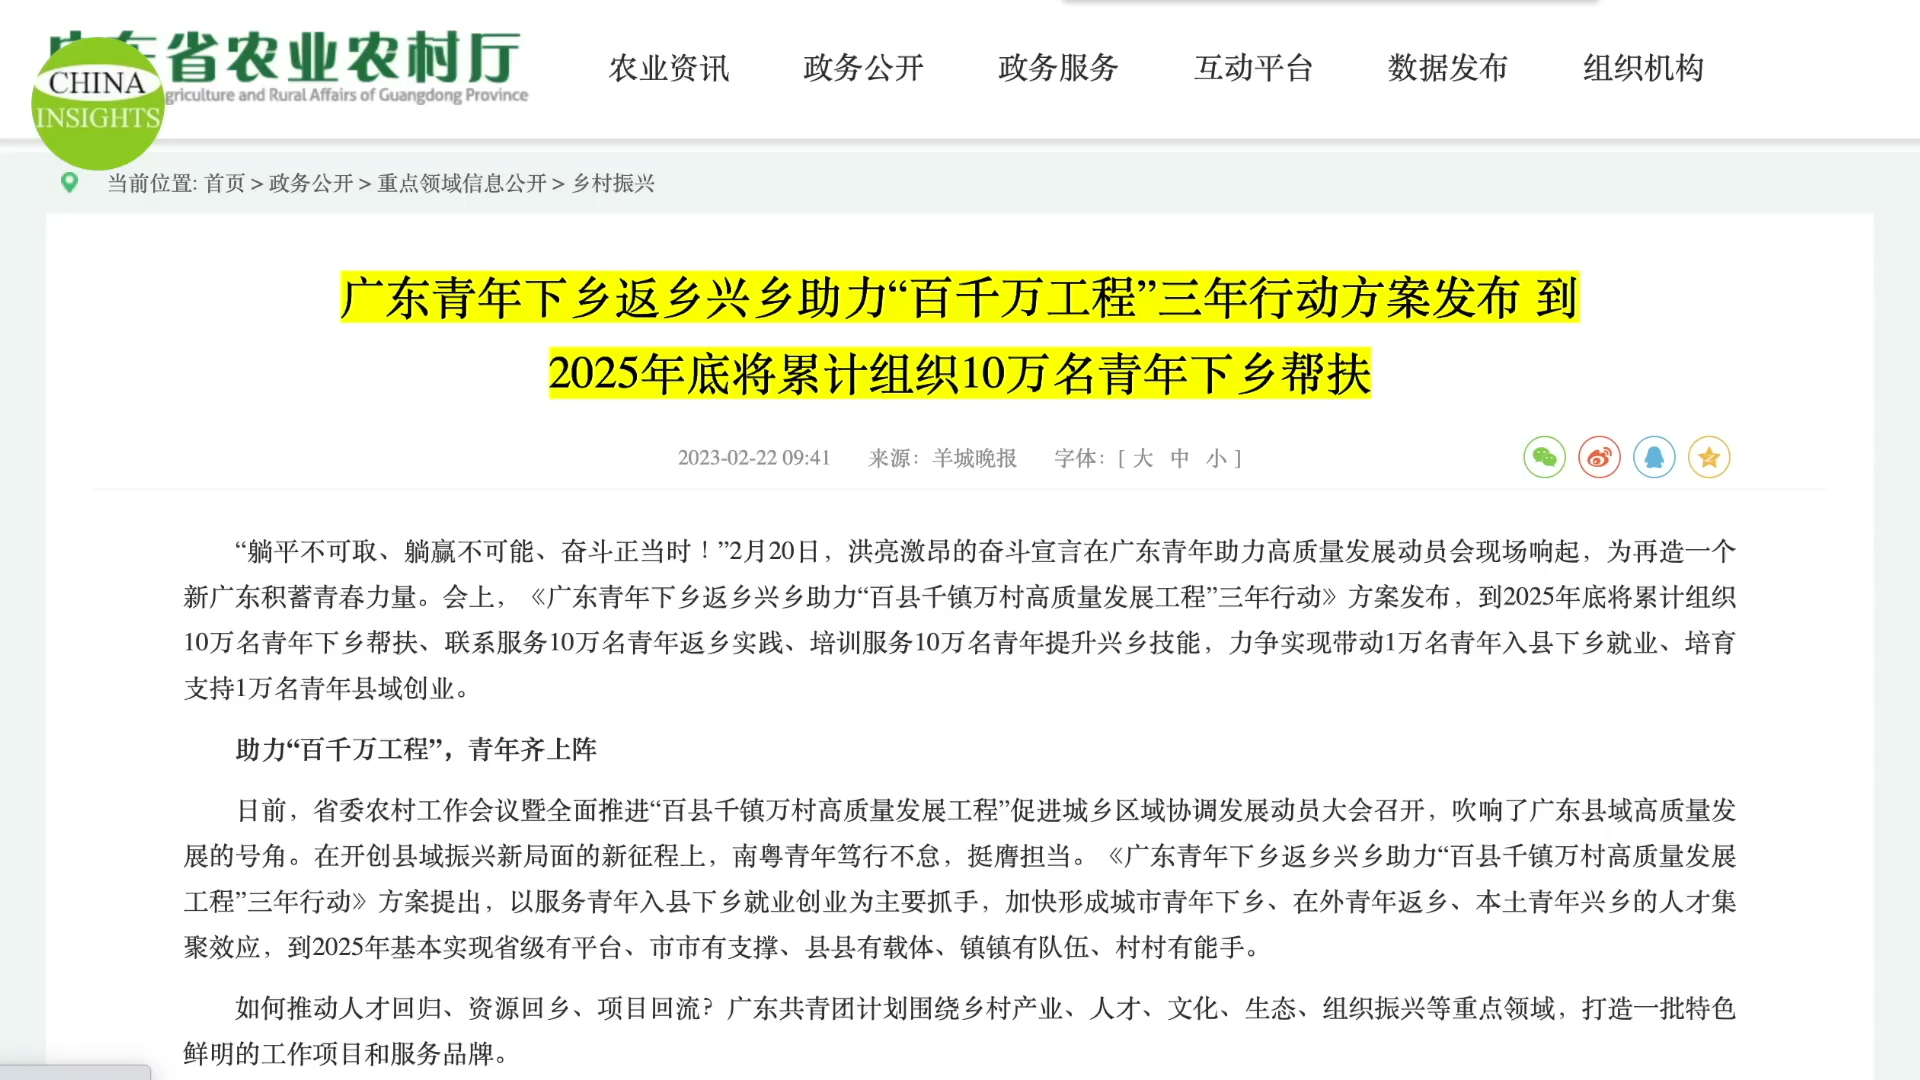 省农业农村厅
griculture and Rural Affairs of Guangdong Province
CHINA
INSIGHTS
农业资讯 政务公开 政务服务 互动平台 数据发布 组织机构
当前位置: 首页 > 政务公开 > 重点领域信息公开 > 乡村振兴
广东青年下乡返乡兴乡助力“百千万工程”三年行动方案发布 到
2025年底将累计组织10万名青年下乡帮扶
2023-02-22 09:41 来源：羊城晚报 字体：[ 大 中 小 ]
“躺平不可取、躺赢不可能、奋斗正当时！”2月20日，洪亮激昂的奋斗宣言在广东青年助力高质量发展动员会现场响起，为再造一个
新广东积蓄青春力量。会上，《广东青年下乡返乡兴乡助力“百县千镇万村高质量发展工程”三年行动》方案发布，到2025年底将累计组织
10万名青年下乡帮扶、联系服务10万名青年返乡实践、培训服务10万名青年提升兴乡技能，力争实现带动1万名青年入县下乡就业、培育
支持1万名青年县域创业。
助力“百千万工程”，青年齐上阵
日前，省委农村工作会议暨全面推进“百县千镇万村高质量发展工程”促进城乡区域协调发展动员大会召开，吹响了广东县域高质量发
展的号角。在开创县域振兴新局面的新征程上，南粤青年笃行不怠，挺膺担当。《广东青年下乡返乡兴乡助力“百县千镇万村高质量发展
工程”三年行动》方案提出，以服务青年入县下乡就业创业为主要抓手，加快形成城市青年下乡、在外青年返乡、本土青年兴乡的人才集
聚效应，到2025年基本实现省级有平台、市市有支撑、县县有载体、镇镇有队伍、村村有能手。
如何推动人才回归、资源回乡、项目回流？广东共青团计划围绕乡村产业、人才、文化、生态、组织振兴等重点领域，打造一批特色
鲜明的工作项目和服务品牌。